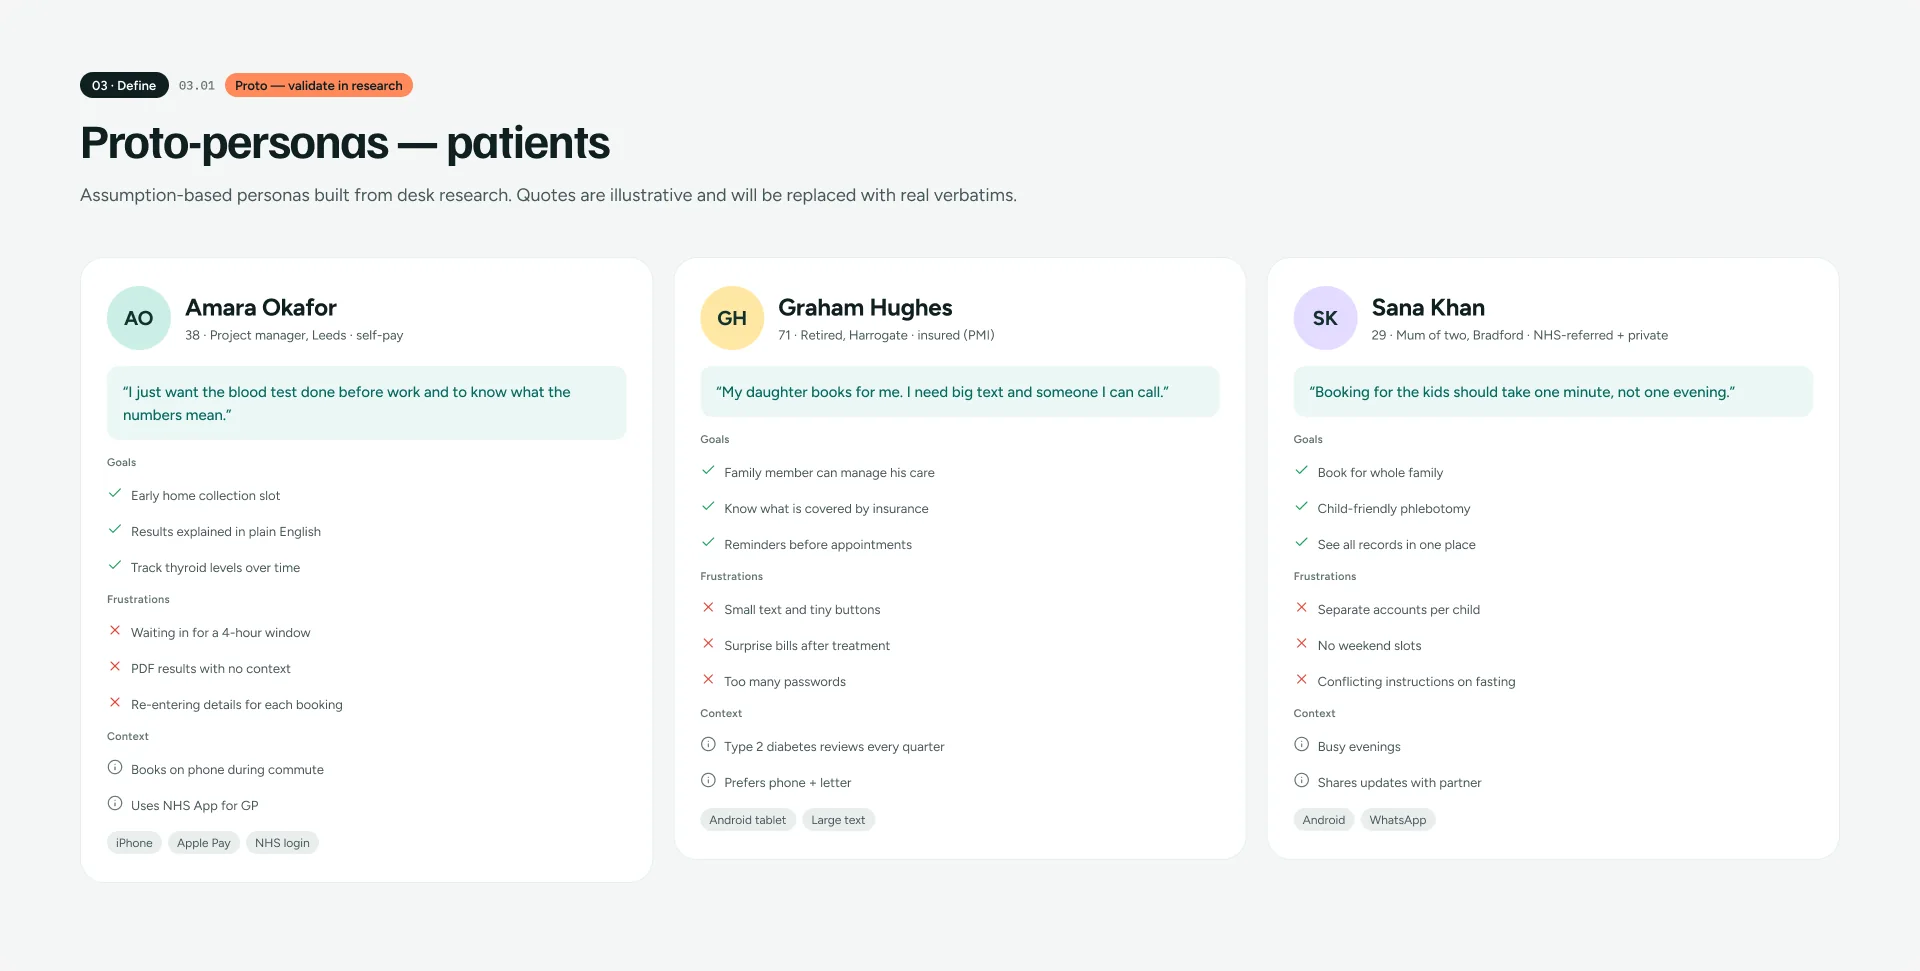 03 · Define
03.01
Proto — validate in research
Proto-personas — patients
Assumption-based personas built from desk research. Quotes are illustrative and will be replaced with real verbatims.
AO
Amara Okafor
38 · Project manager, Leeds · self-pay
“I just want the blood test done before work and to know what the
numbers mean.”
Goals
Early home collection slot
Results explained in plain English
Track thyroid levels over time
Frustrations
Waiting in for a 4-hour window
PDF results with no context
Re-entering details for each booking
Context
Books on phone during commute
Uses NHS App for GP
iPhone
Apple Pay
NHS login
GH
Graham Hughes
71 · Retired, Harrogate · insured (PMI)
“My daughter books for me. I need big text and someone I can call.”
Goals
Family member can manage his care
Know what is covered by insurance
Reminders before appointments
Frustrations
Small text and tiny buttons
Surprise bills after treatment
Too many passwords
Context
Type 2 diabetes reviews every quarter
Prefers phone + letter
Android tablet
Large text
SK
Sana Khan
29 · Mum of two, Bradford · NHS-referred + private
“Booking for the kids should take one minute, not one evening.”
Goals
Book for whole family
Child-friendly phlebotomy
See all records in one place
Frustrations
Separate accounts per child
No weekend slots
Conflicting instructions on fasting
Context
Busy evenings
Shares updates with partner
Android
WhatsApp